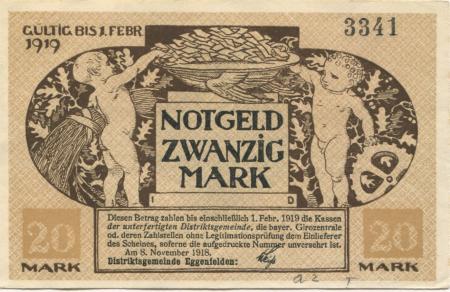 GÜLTIG BIS 1. FEBR
1919
3341
NOTGELD
ZWANZIG
MARK
D
Diesen Betrag zahlen bis einschließlich 1. Febr. 1919 die Kassen
der unterfertigten Distriktsgemeinde, die bayer. Girozentrale
od. deren Zahlstellen ohne Legitimationsprüfung dem Einlieferer
des Scheines, soferne die aufgedruckte Nummer unversehrt ist.
Am 8. November 1918.
Distriktsgemeinde Eggenfelden:
20
MARK
20
MARK
a 2